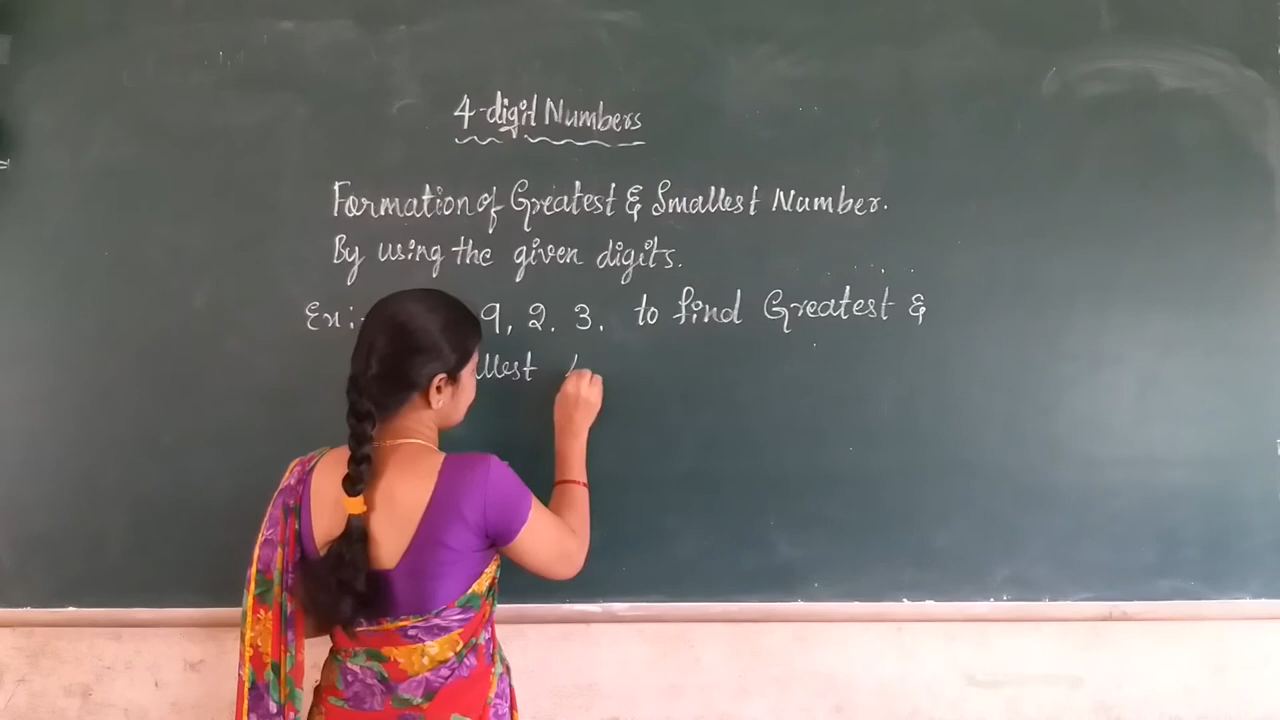 4-digit Numbers
Formation of Greatest & Smallest Number.
By using the given digits.
Ex:- 9, 2. 3. to find Greatest &
llest